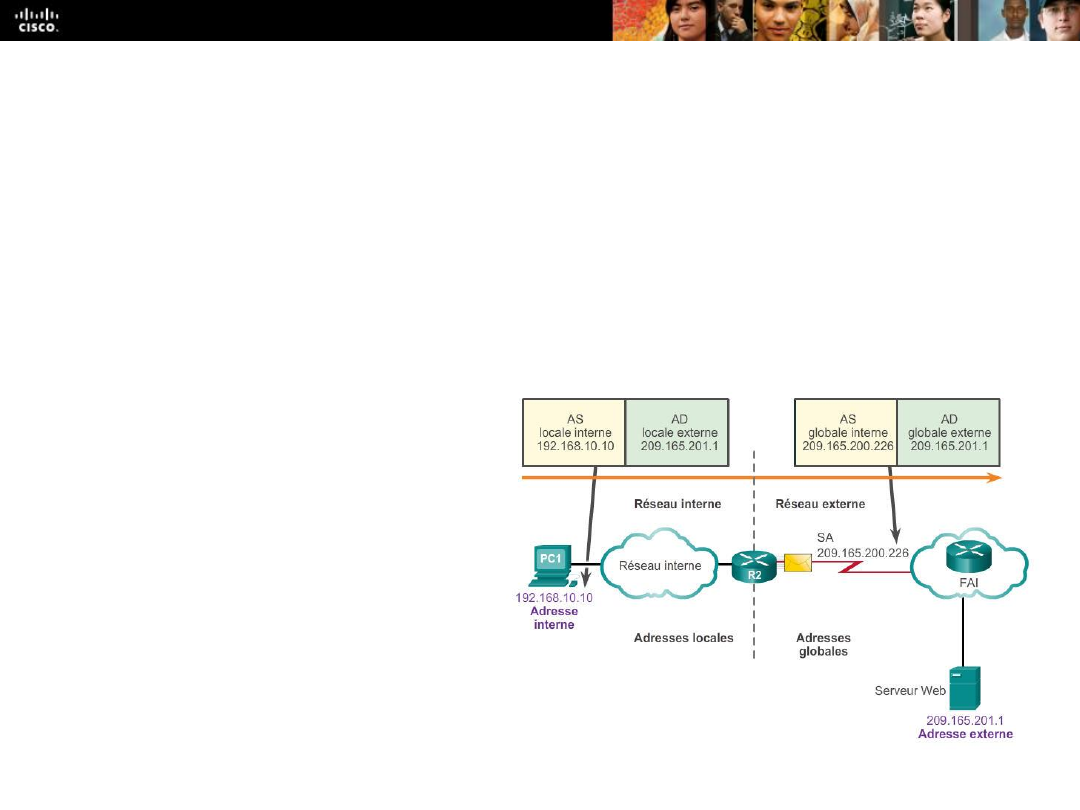 CISCO.
AS
locale interne
192.168.10.10
AD
locale externe
209.165.201.1
AS
globale interne
209.165.200.226
AD
globale externe
209.165.201.1
Réseau interne
Réseau externe
PC1
Réseau interne
R2
SA
209.165.200.226
FAI
192.168.10.10
Adresse
interne
Adresses locales
Adresses
globales
Serveur Web
209.165.201.1
Adresse externe